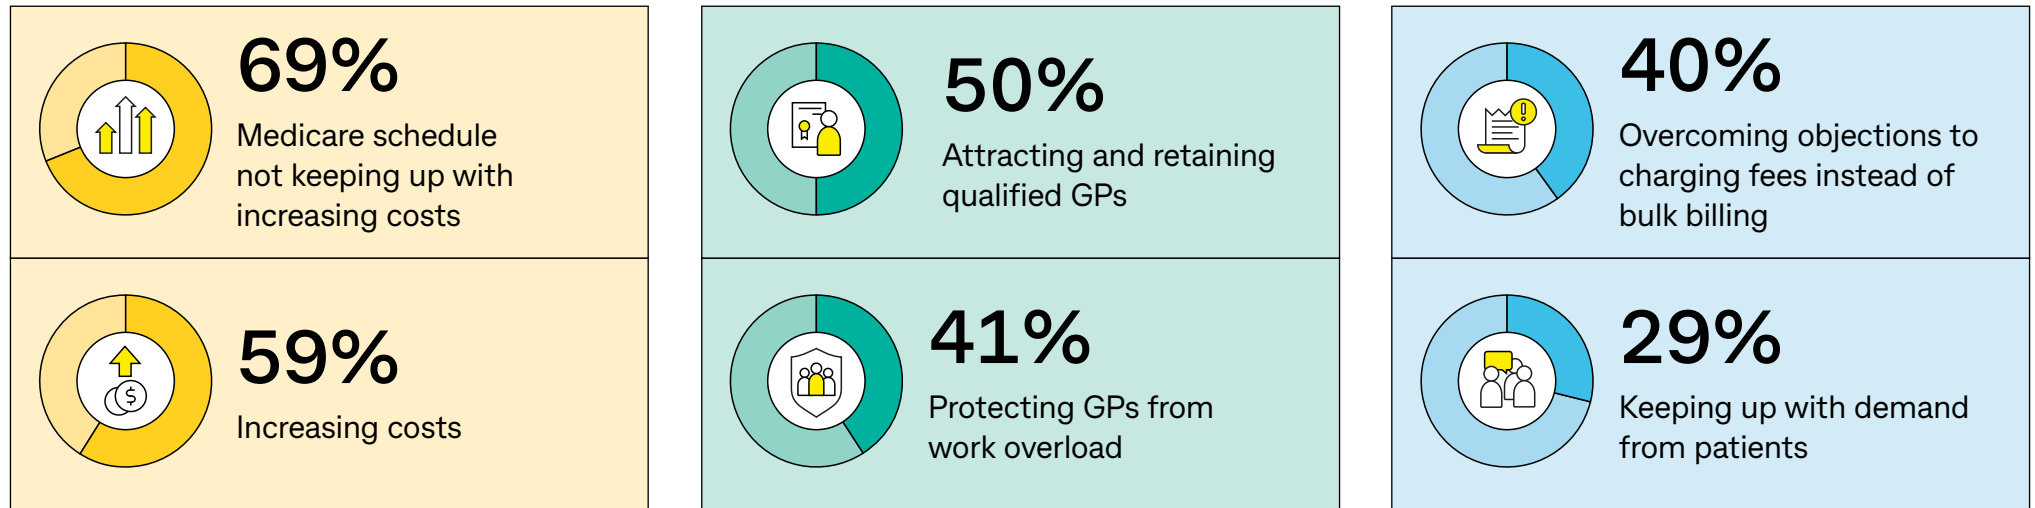 69%
Medicare schedule
not keeping up with
increasing costs
59%
Increasing costs
50%
Attracting and retaining
qualified GPs
41%
Protecting GPs from
work overload
40%
Overcoming objections to
charging fees instead of
bulk billing
29%
Keeping up with demand
from patients